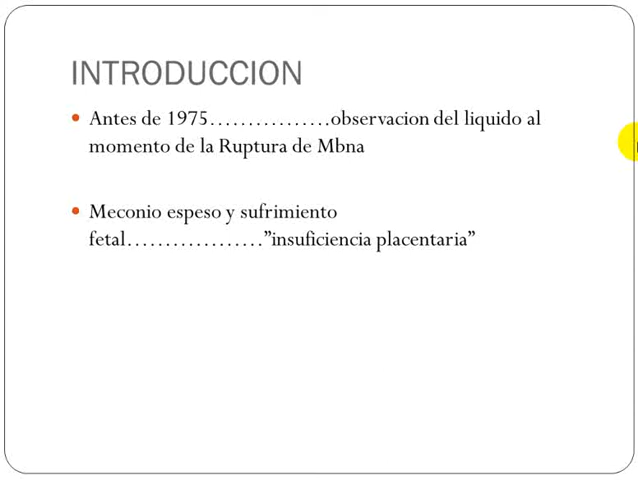 INTRODUCCION
Antes de 1975................observacion del liquido al
momento de la Ruptura de Mbna
Meconio espeso y sufrimiento
fetal..................”insuficiencia placentaria”